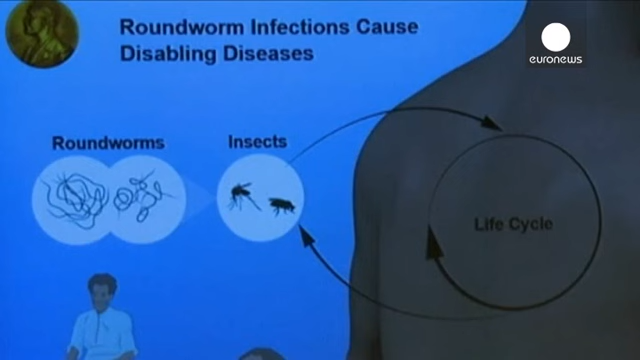 Roundworm Infections Cause
Disabling Diseases
euronews
Roundworms
Insects
Life Cycle